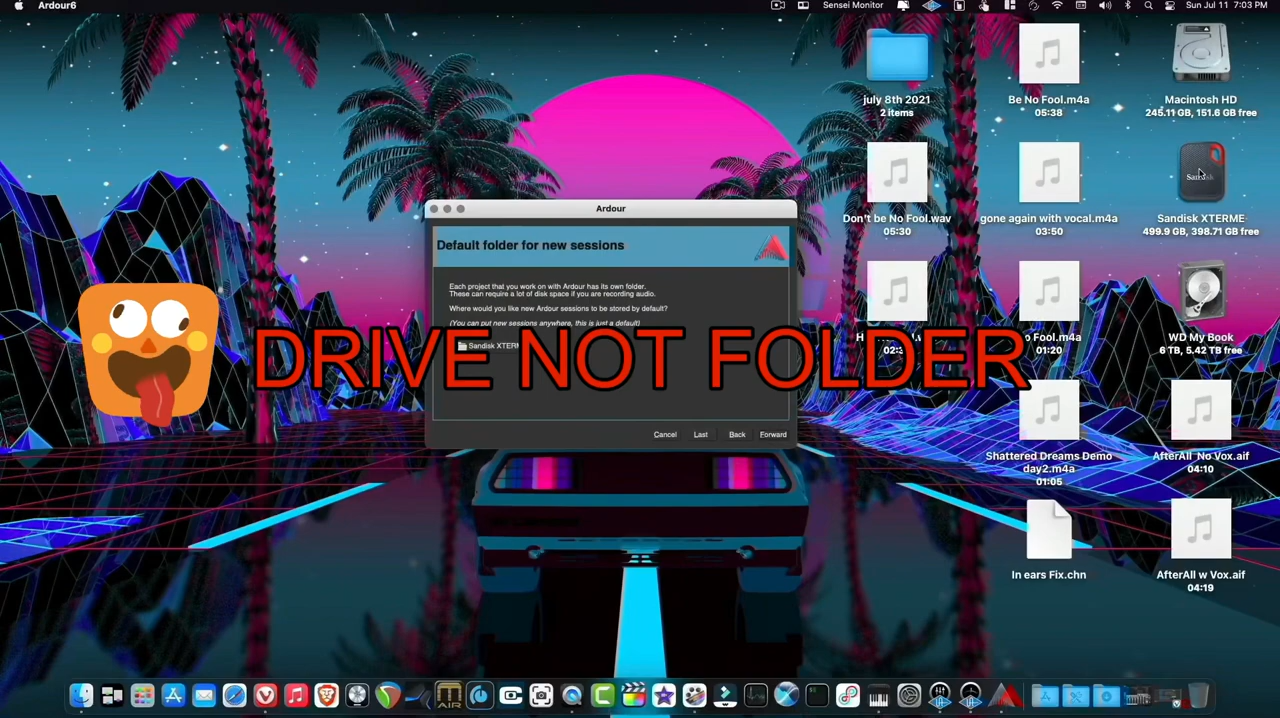 Ardour6
Sensei Monitor
Sun Jul 11 7:03 PM
july 8th 2021
2 items
Be No Fool.m4a
05:38
Macintosh HD
245.11 GB, 151.6 GB free
Don't be No Fool.wav
05:30
gone again with vocal.m4a
03:50
SanDisk
Sandisk XTERME
499.9 GB, 398.71 GB free
Ardour
Default folder for new sessions
Each project that you work on with Ardour has its own folder.
These can require a lot of disk space if you are recording audio.
Where would you like new Ardour sessions to be stored by default?
(You can put new sessions anywhere, this is just a default)
Sandisk XTERM
DRIVE NOT FOLDER
01:20
WD My Book
6 TB, 5.42 TB free
Cancel
Last
Back
Forward
Shattered Dreams Demo
day2.m4a
01:05
AfterAll No Vox.aif
04:10
In ears Fix.chn
AfterAll w Vox.aif
04:19
AIR